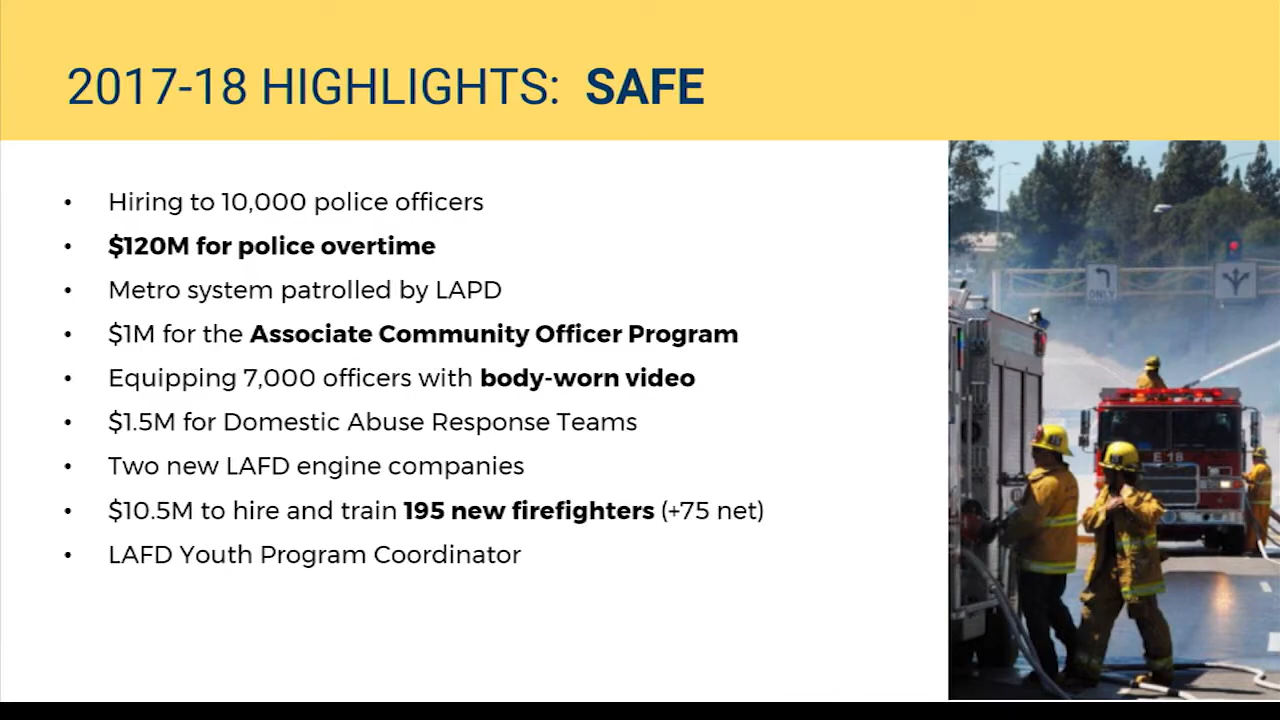 2017-18 HIGHLIGHTS: SAFE
• Hiring to 10,000 police officers
• $120M for police overtime
• Metro system patrolled by LAPD
• $1M for the Associate Community Officer Program
• Equipping 7,000 officers with body-worn video
• $1.5M for Domestic Abuse Response Teams
• Two new LAFD engine companies
• $10.5M to hire and train 195 new firefighters (+75 net)
• LAFD Youth Program Coordinator
ONLY
E 18